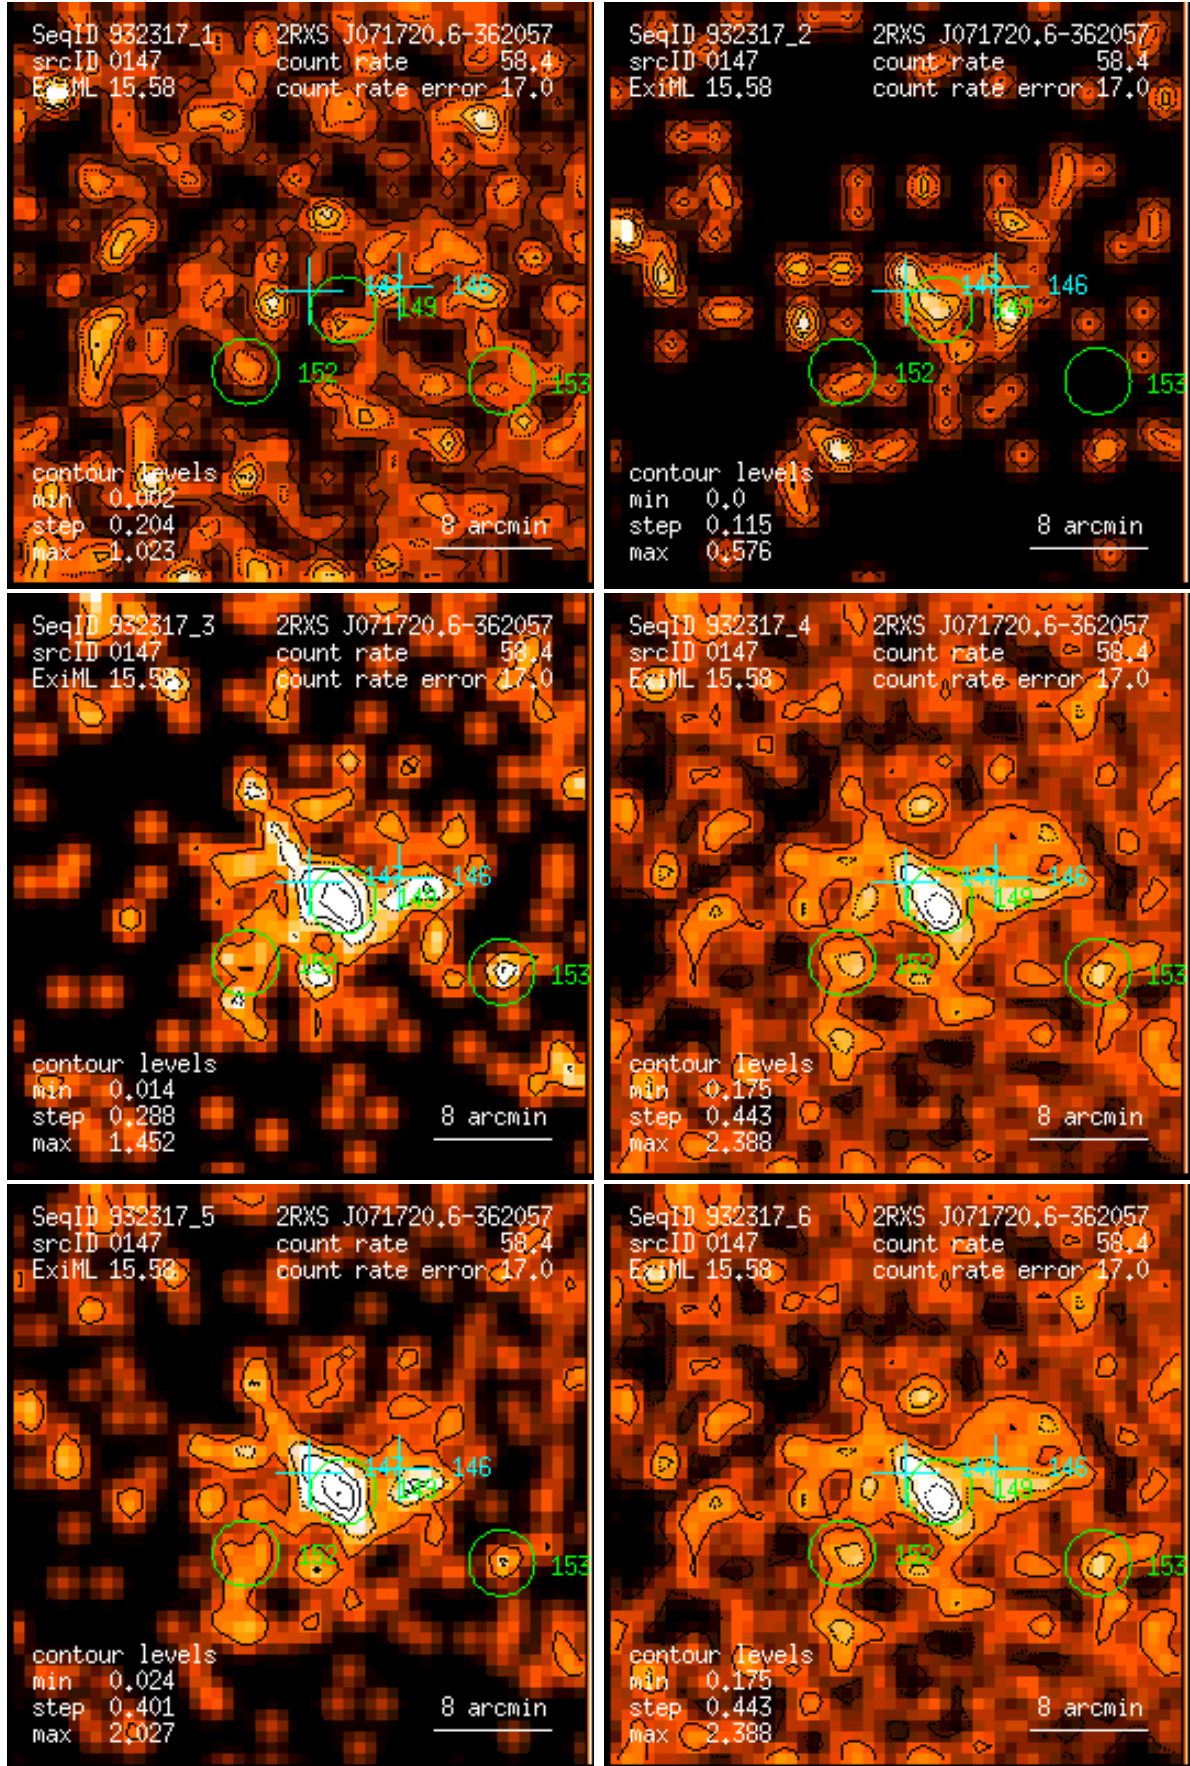 SeqID 932317_1 2RXS J071720.6-362057
srcID 0147 count rate 58.4
ExiML 15.58 count rate error 17.0
147 146
149
152
153
contour levels
min 0.002
step 0.204 8 arcmin
max 1.023
SeqID 932317_2 2RXS J071720.6-362057
srcID 0147 count rate 58.4
ExiML 15.58 count rate error 17.0
147 146
149
152
153
contour levels
min 0.0
step 0.115 8 arcmin
max 0.576
SeqID 932317_3 2RXS J071720.6-362057
srcID 0147 count rate 58.4
ExiML 15.58 count rate error 17.0
147 146
149
152
153
contour levels
min 0.014
step 0.288 8 arcmin
max 1.452
SeqID 932317_4 2RXS J071720.6-362057
srcID 0147 count rate 58.4
ExiML 15.58 count rate error 17.0
147 146
149
152
153
contour levels
min 0.175
step 0.443 8 arcmin
max 2.388
SeqID 932317_5 2RXS J071720.6-362057
srcID 0147 count rate 58.4
ExiML 15.58 count rate error 17.0
147 146
149
152
153
contour levels
min 0.024
step 0.401 8 arcmin
max 2.027
SeqID 932317_6 2RXS J071720.6-362057
srcID 0147 count rate 58.4
ExiML 15.58 count rate error 17.0
147 146
149
152
153
contour levels
min 0.175
step 0.443 8 arcmin
max 2.388